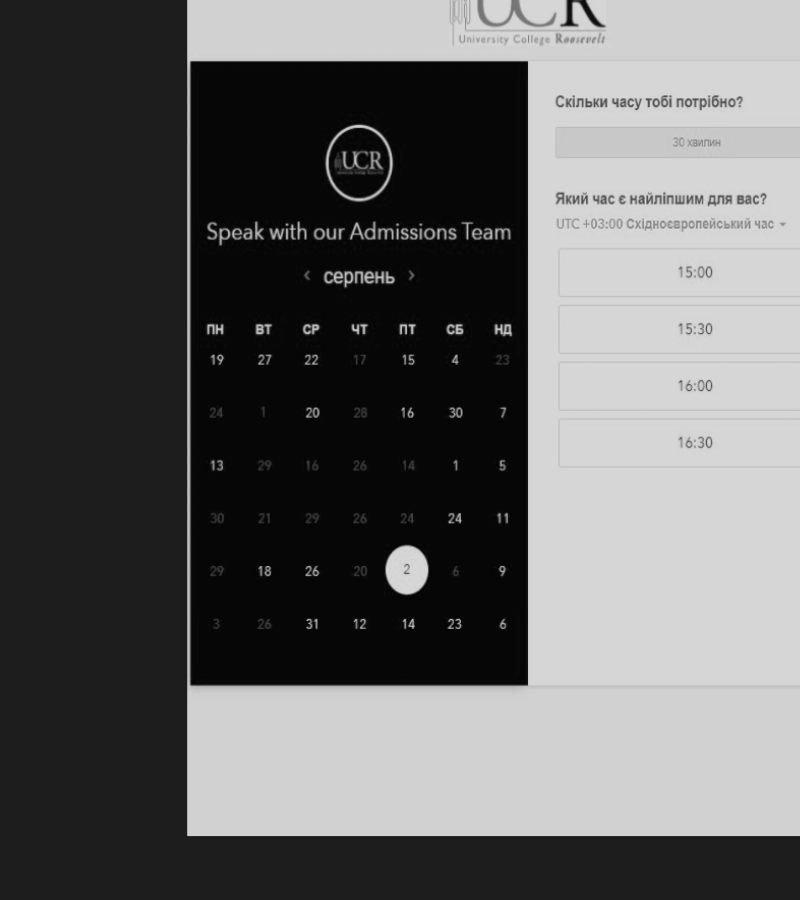 UCR
University College Roosevelt
UCR
Speak with our Admissions Team
‹ серпень ›
ПН ВТ СР ЧТ ПТ СБ НД
19 27 22 17 15 4 23
24 1 20 28 16 30 7
13 29 16 26 14 1 5
30 21 29 26 24 24 11
29 18 26 20 2 6 9
3 26 31 12 14 23 6
Скільки часу тобі потрібно?
30 хвилин
Який час є найліпшим для вас?
UTC +03:00 Східноєвропейський час
15:00
15:30
16:00
16:30